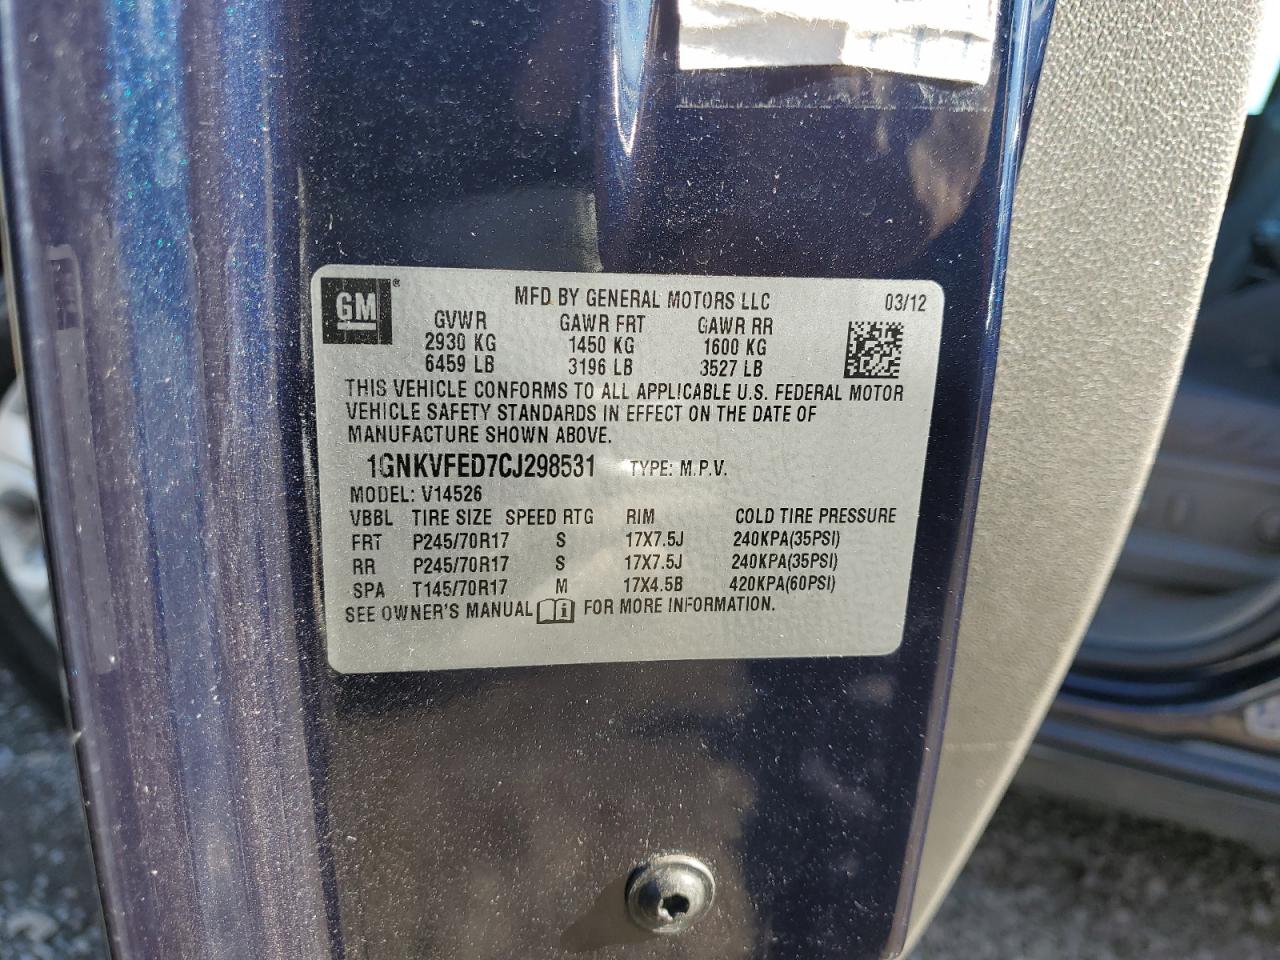 GM ®
MFD BY GENERAL MOTORS LLC 03/12
GVWR GAWR FRT GAWR RR
2930 KG 1450 KG 1600 KG
6459 LB 3196 LB 3527 LB
THIS VEHICLE CONFORMS TO ALL APPLICABLE U.S. FEDERAL MOTOR
VEHICLE SAFETY STANDARDS IN EFFECT ON THE DATE OF
MANUFACTURE SHOWN ABOVE.
1GNKVFED7CJ298531 TYPE: M.P.V.
MODEL: V14526
VBBL TIRE SIZE SPEED RTG RIM COLD TIRE PRESSURE
FRT P245/70R17 S 17X7.5J 240KPA(35PSI)
RR P245/70R17 S 17X7.5J 240KPA(35PSI)
SPA T145/70R17 M 17X4.5B 420KPA(60PSI)
SEE OWNER'S MANUAL i FOR MORE INFORMATION.